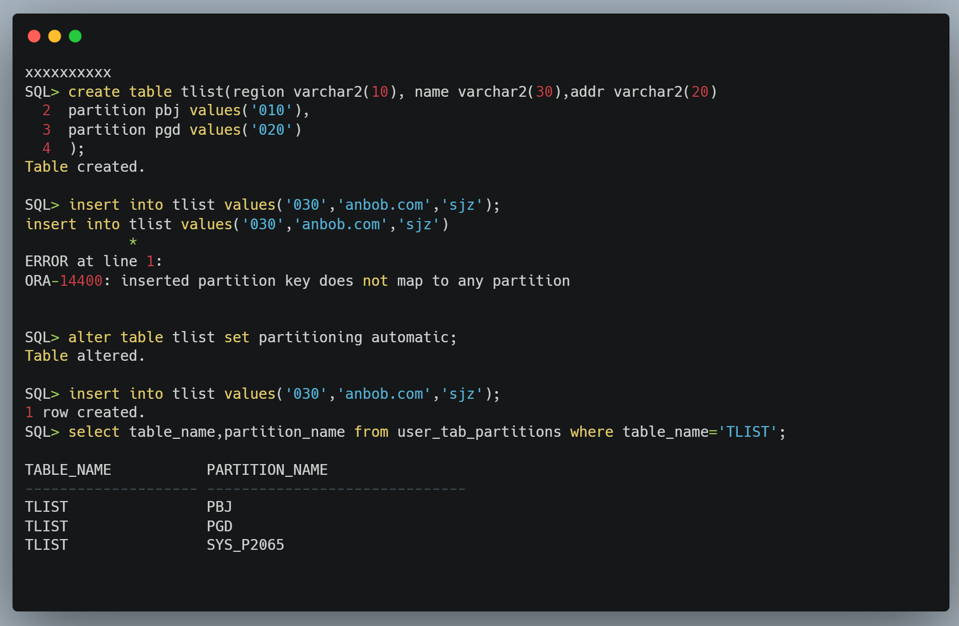 xxxxxxxxxx
SQL> create table tlist(region varchar2(10), name varchar2(30),addr varchar2(20)
  2  partition pbj values('010'),
  3  partition pgd values('020')
  4  );
Table created.
SQL> insert into tlist values('030','anbob.com','sjz');
insert into tlist values('030','anbob.com','sjz')
            *
ERROR at line 1:
ORA-14400: inserted partition key does not map to any partition
SQL> alter table tlist set partitioning automatic;
Table altered.
SQL> insert into tlist values('030','anbob.com','sjz');
1 row created.
SQL> select table_name,partition_name from user_tab_partitions where table_name='TLIST';
TABLE_NAME           PARTITION_NAME
-------------------- ------------------------------
TLIST                PBJ
TLIST                PGD
TLIST                SYS_P2065